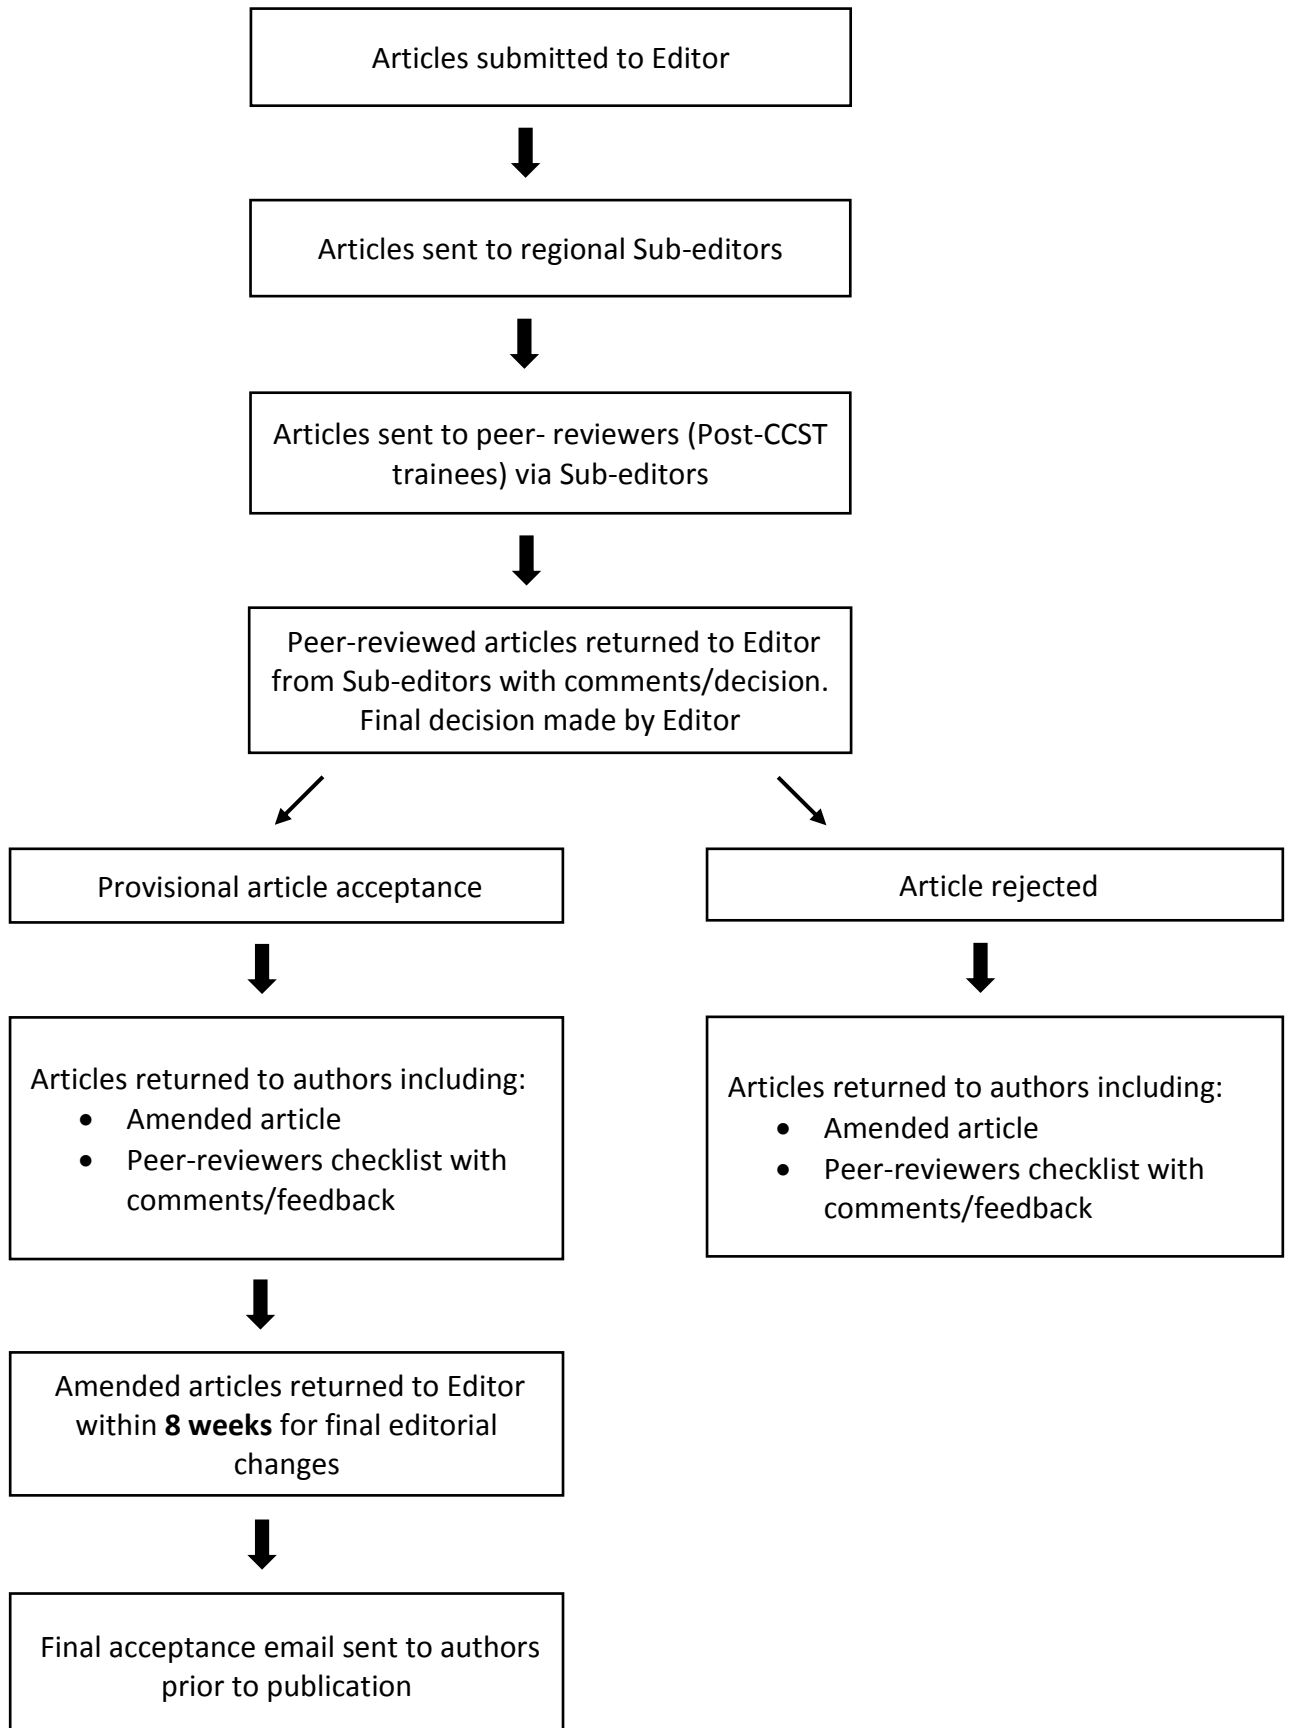 Articles submitted to Editor
Articles sent to regional Sub-editors
Articles sent to peer- reviewers (Post-CCST
trainees) via Sub-editors
Peer-reviewed articles returned to Editor
from Sub-editors with comments/decision.
Final decision made by Editor
Provisional article acceptance
Article rejected
Articles returned to authors including:
• Amended article
• Peer-reviewers checklist with
comments/feedback
Articles returned to authors including:
• Amended article
• Peer-reviewers checklist with
comments/feedback
Amended articles returned to Editor
within 8 weeks for final editorial
changes
Final acceptance email sent to authors
prior to publication